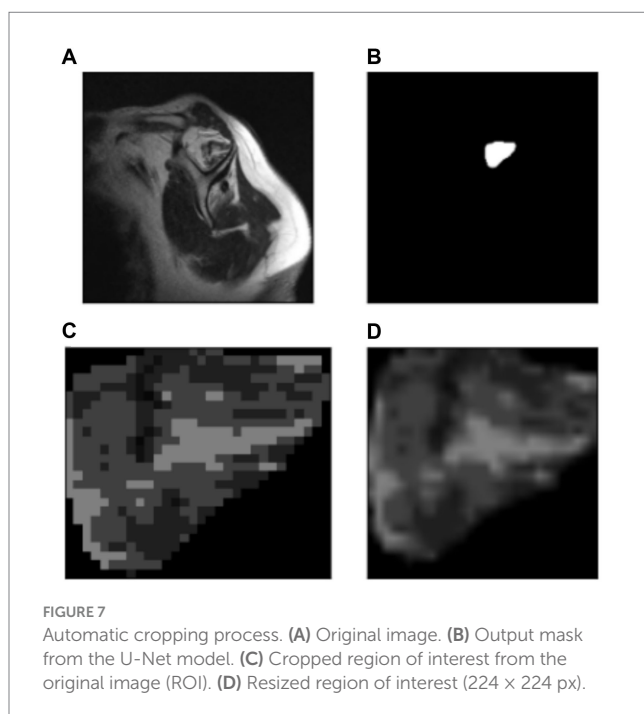 A
B
C
D
FIGURE 7
Automatic cropping process. (A) Original image. (B) Output mask
from the U-Net model. (C) Cropped region of interest from the
original image (ROI). (D) Resized region of interest (224 × 224 px).